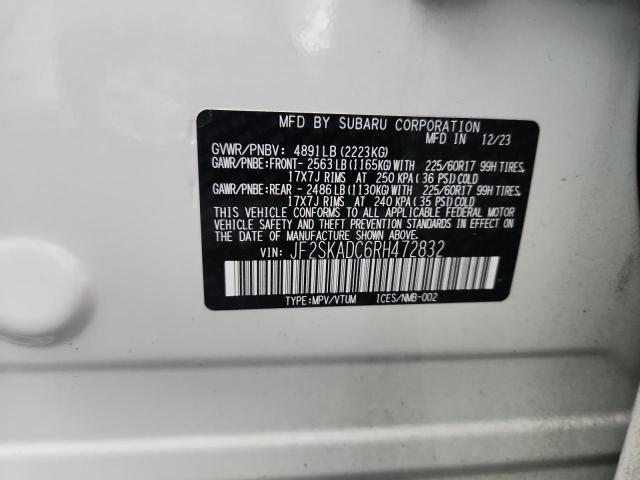 MFD BY SUBARU CORPORATION
MFD IN 12/23
GVWR/PNBV: 4891LB (2223KG)
GAWR/PNBE:FRONT- 2563LB(1165KG)WITH 225/60R17 99H TIRES,
17X7J RIMS AT 250 KPA( 36 PSI)COLD
GAWR/PNBE:REAR - 2486LB(1130KG)WITH 225/60R17 99H TIRES,
17X7J RIMS AT 240 KPA( 35 PSI)COLD
THIS VEHICLE CONFORMS TO ALL APPLICABLE FEDERAL MOTOR
VEHICLE SAFETY AND THEFT PREVENTION STANDARDS IN EFFECT
ON THE DATE OF MANUFACTURE SHOWN ABOVE.
VIN: JF2SKADC6RH472832
TYPE:MPV/VTUM ICES/NMB-002